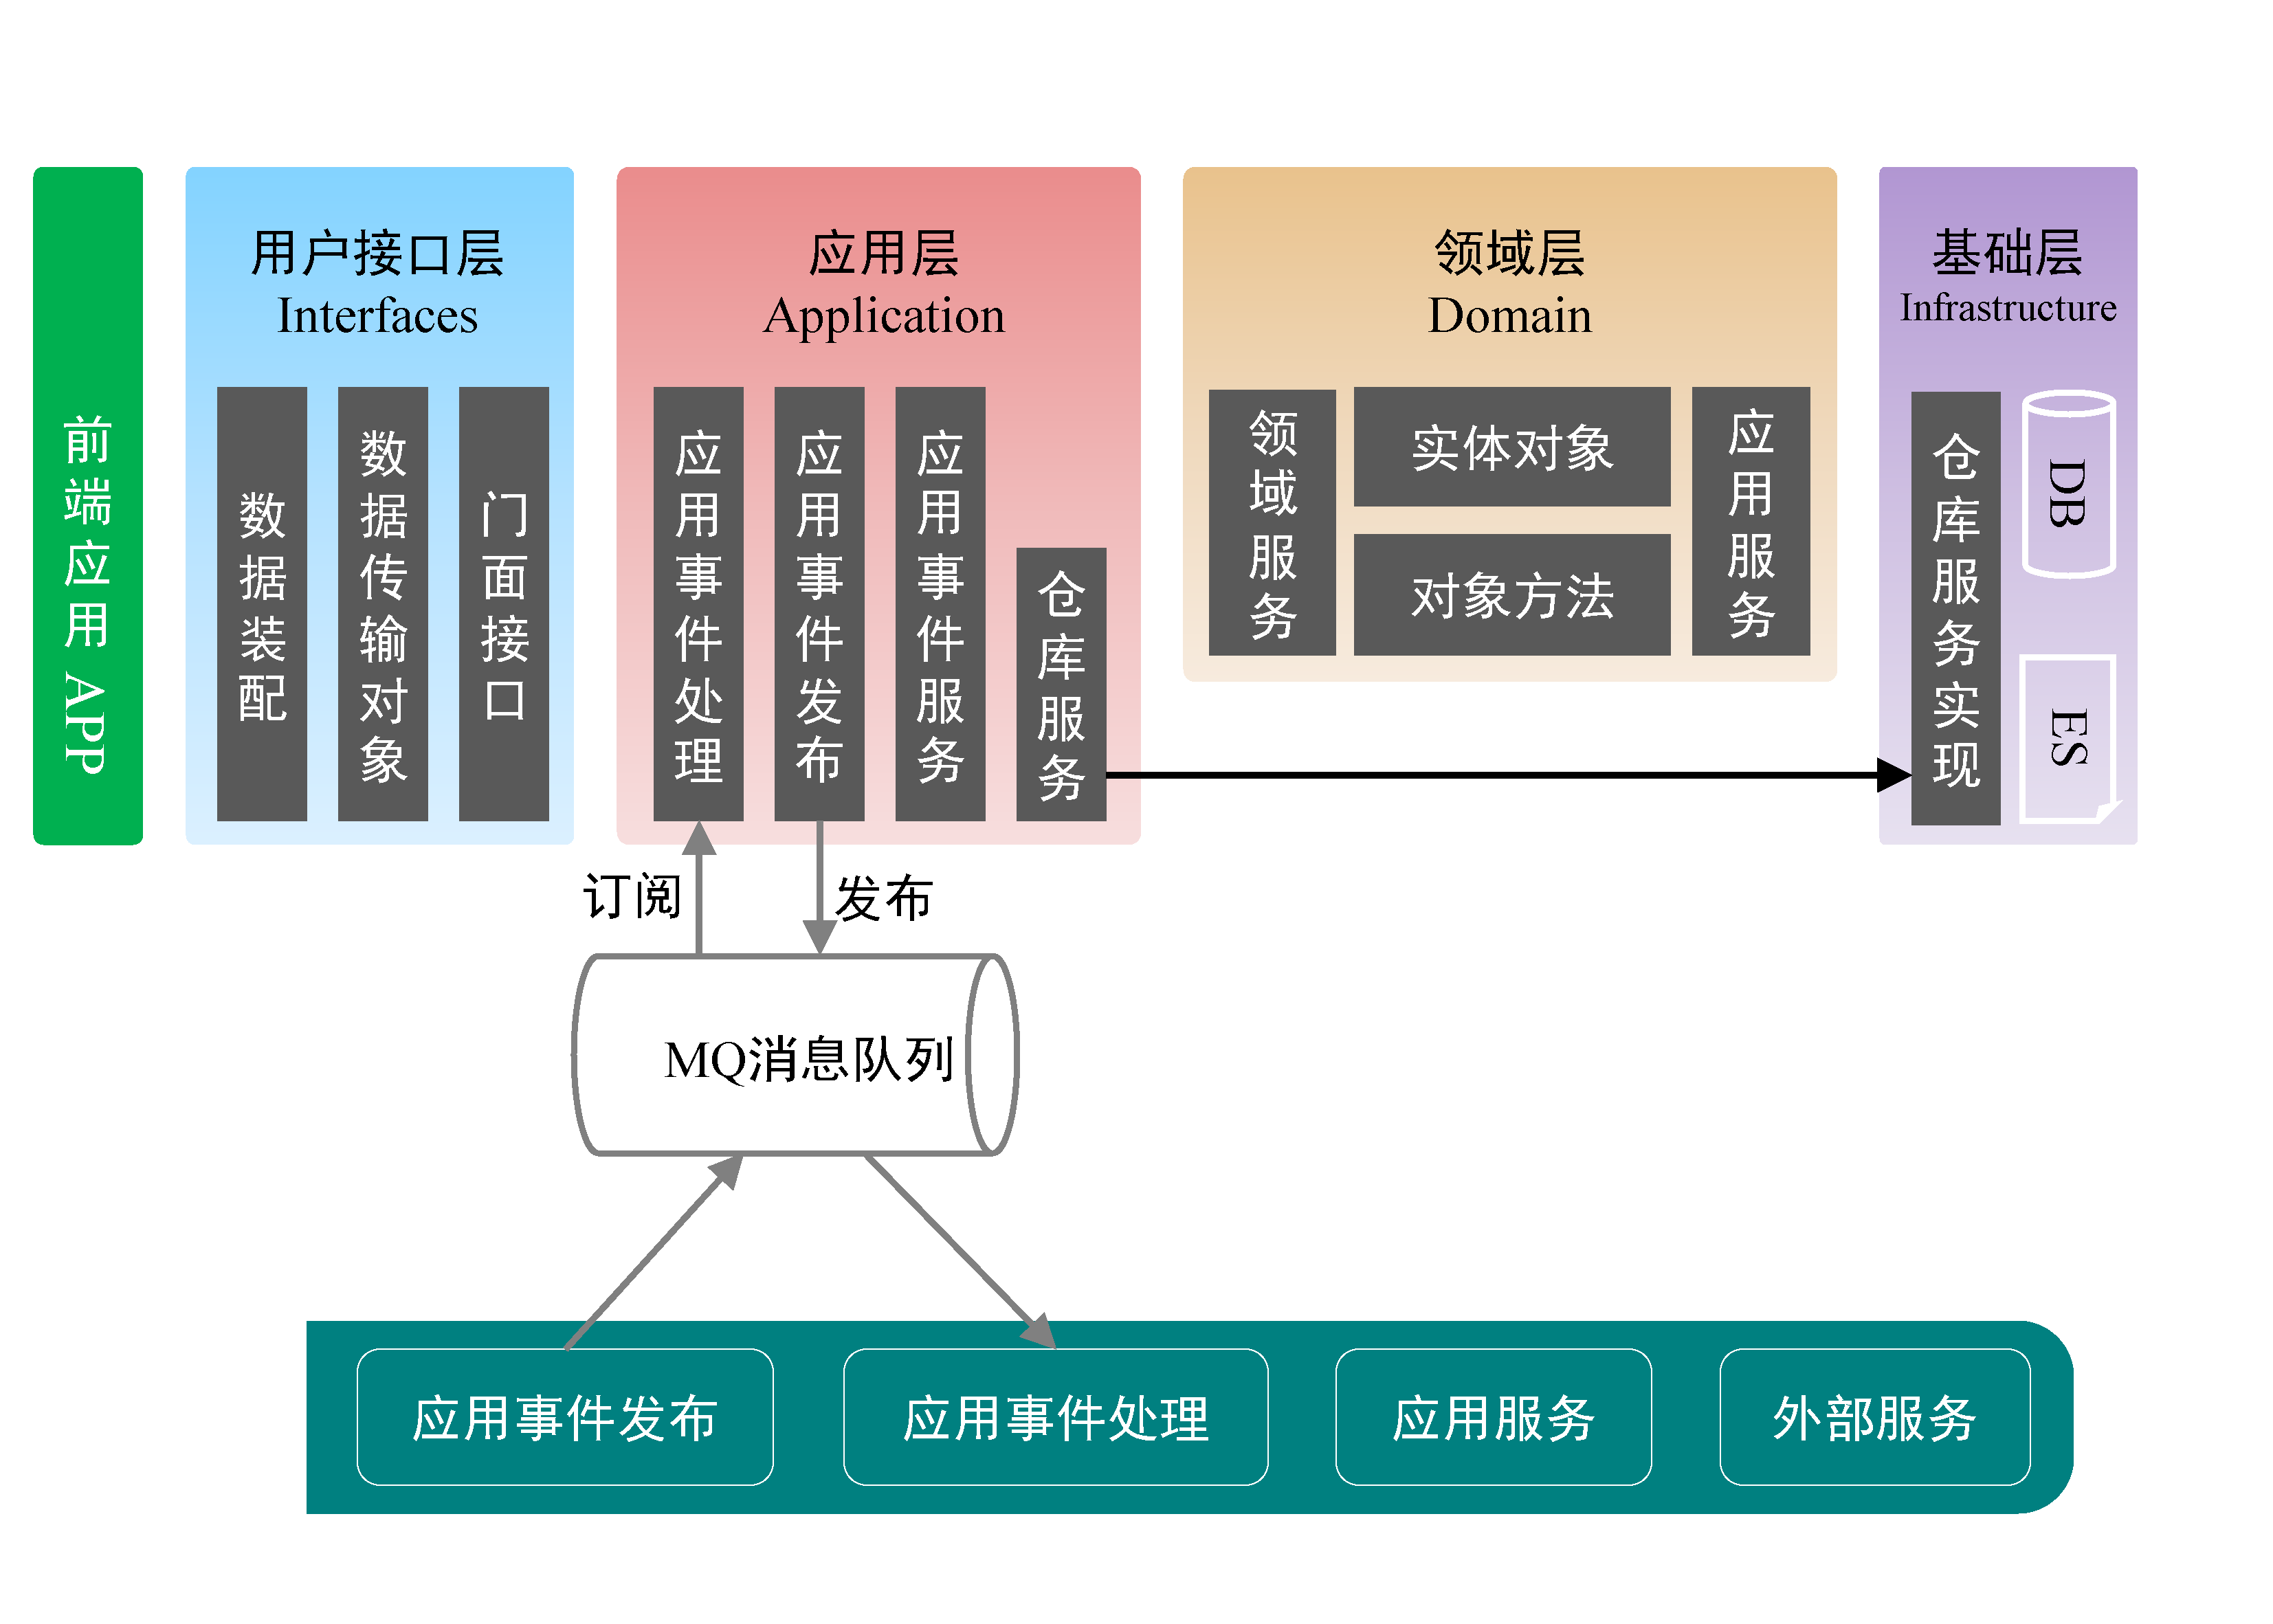 前端应用 APP
用户接口层
Interfaces
数据装配
数据传输对象
门面接口
应用层
Application
应用事件处理
应用事件发布
应用事件服务
仓库服务
领域层
Domain
领域服务
实体对象
对象方法
应用服务
基础层
Infrastructure
仓库服务实现
DB
ES
订阅
发布
MQ消息队列
应用事件发布
应用事件处理
应用服务
外部服务